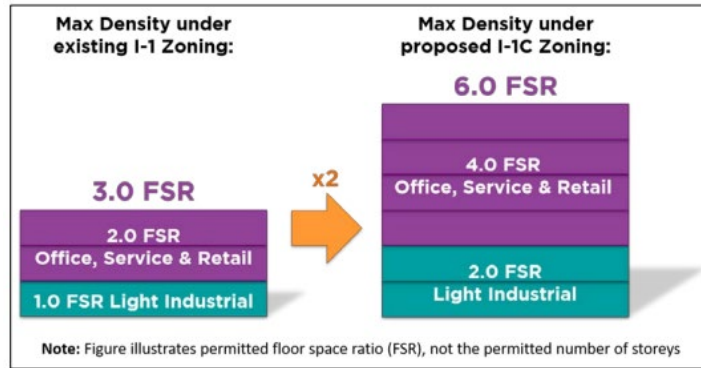 Max Density under
existing I-1 Zoning:
3.0 FSR
2.0 FSR
Office, Service & Retail
1.0 FSR Light Industrial
x2
Max Density under
proposed I-1C Zoning:
6.0 FSR
4.0 FSR
Office, Service & Retail
2.0 FSR
Light Industrial
Note: Figure illustrates permitted floor space ratio (FSR), not the permitted number of storeys